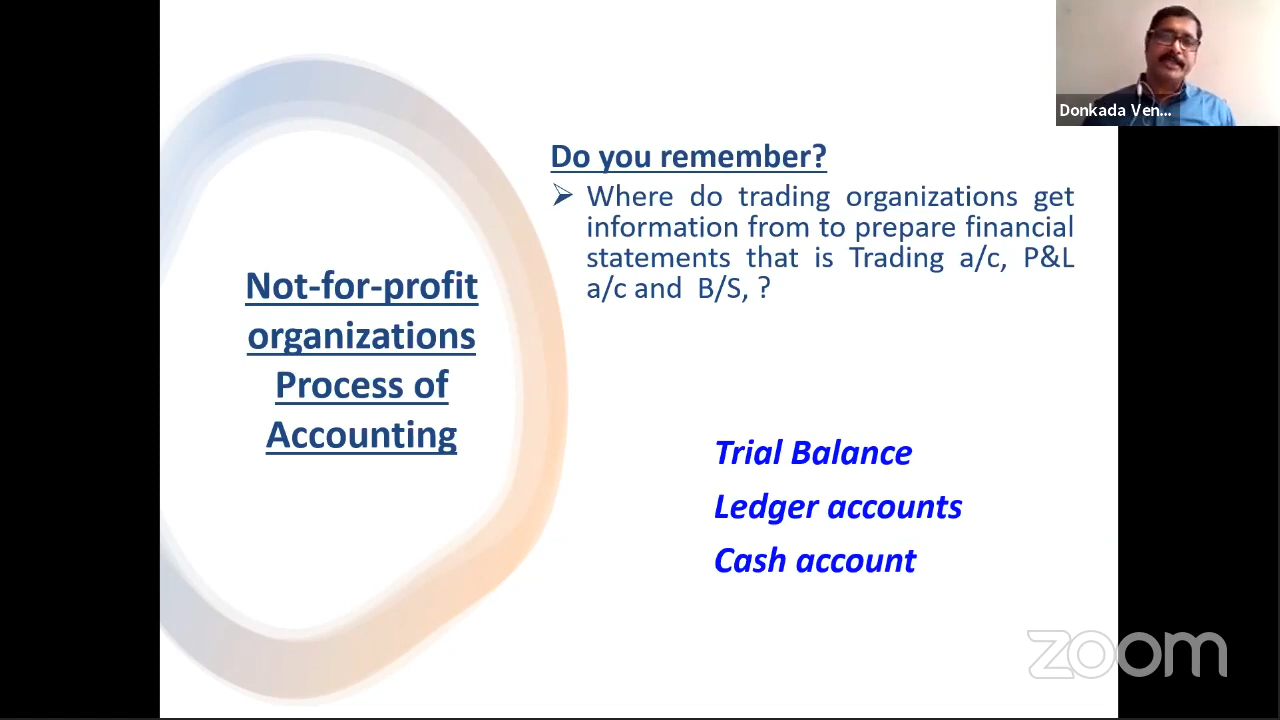 Donkada Ven...
Do you remember?
➢ Where do trading organizations get
information from to prepare financial
statements that is Trading a/c, P&L
a/c and B/S, ?
Not-for-profit
organizations
Process of
Accounting
Trial Balance
Ledger accounts
Cash account
zoom